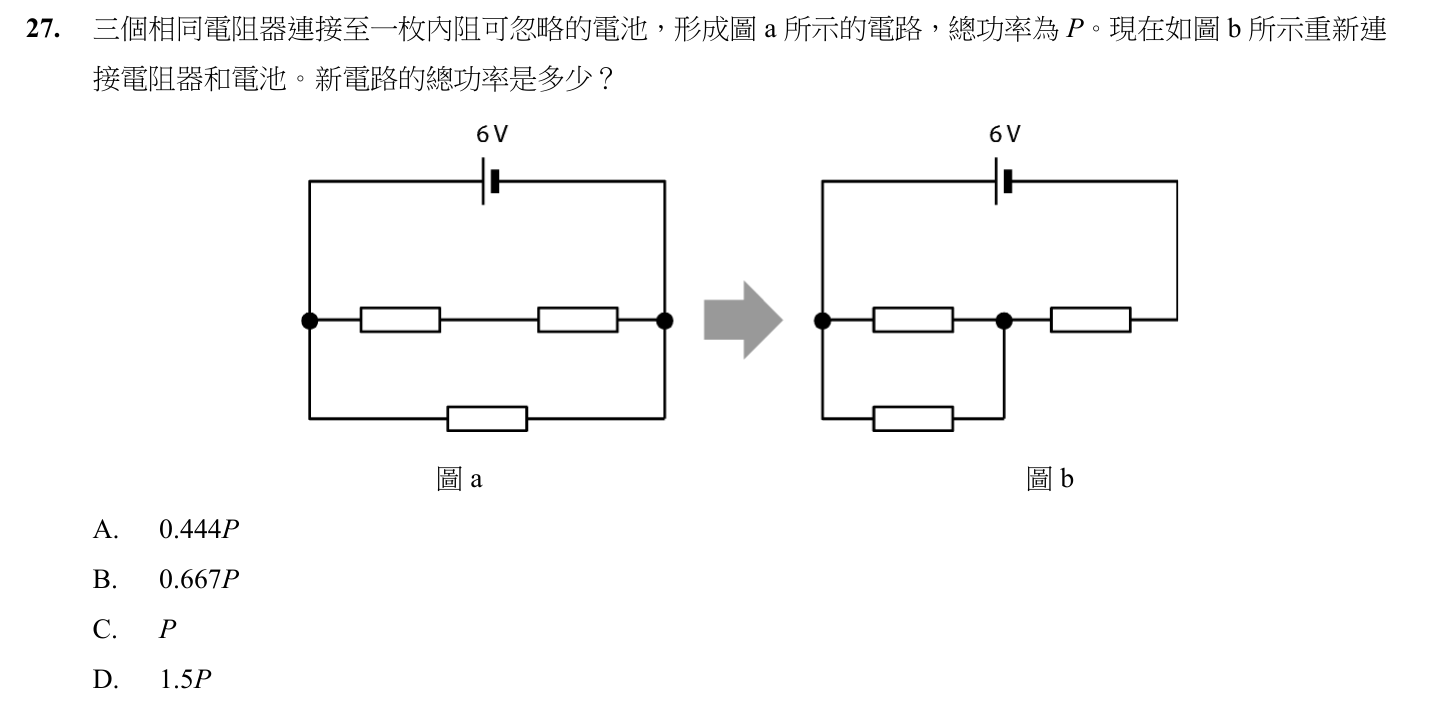 27. 三個相同電阻器連接至一枚內阻可忽略的電池，形成圖 a 所示的電路，總功率為 P。現在如圖 b 所示重新連
接電阻器和電池。新電路的總功率是多少？
6 V
6 V
圖 a
圖 b
A. 0.444P
B. 0.667P
C. P
D. 1.5P